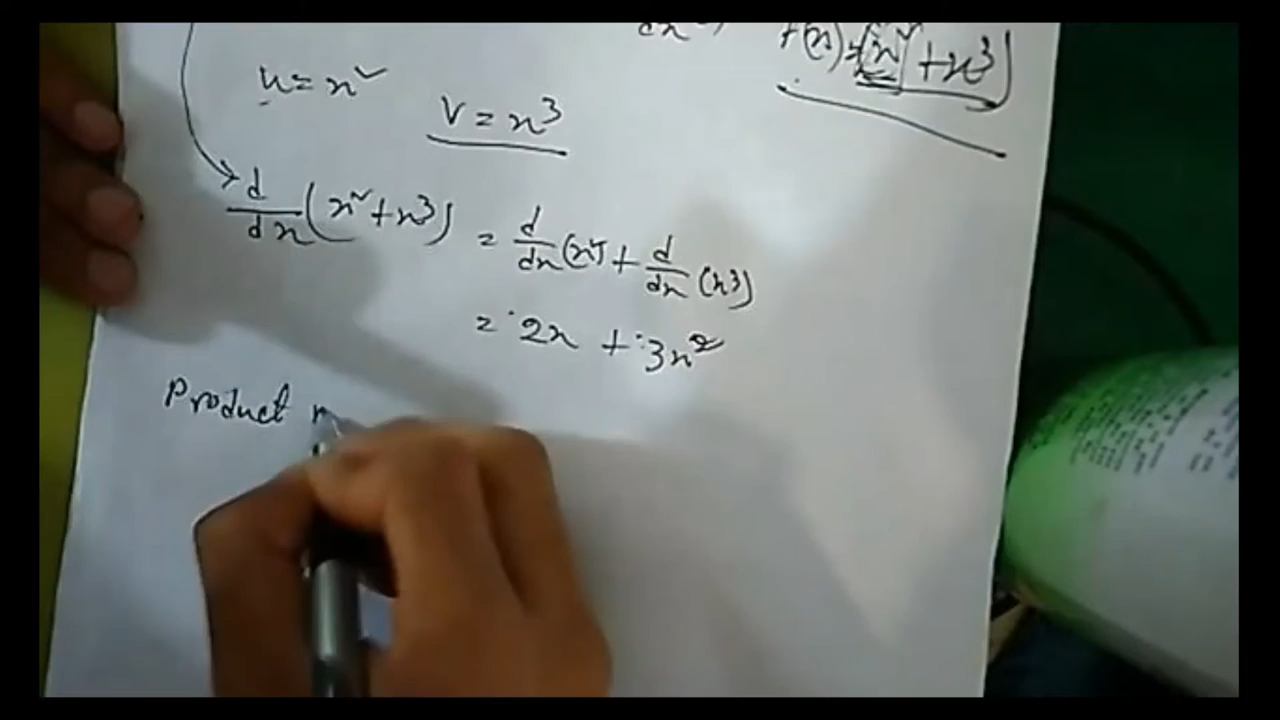 f(x) = (x² + x³)
u = x²
v = x³
d/dx (x² + x³) = d/dx (x²) + d/dx (x³)
= 2x + 3x²
Product